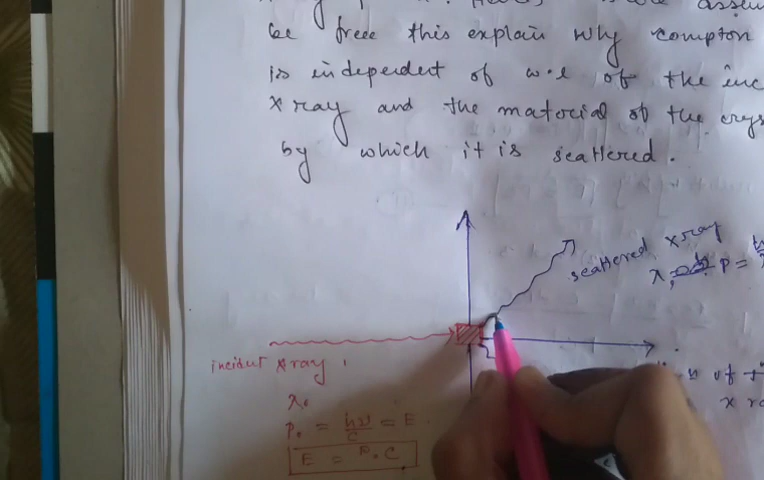 be free this explain why compton
is independent of w.l of the inc
x ray and the material of the crys
by which it is scattered.
scattered x ray
λ, P =
incident x ray
λ₀
P₀ = hν/C = E
E = P₀ . C
of
x ra